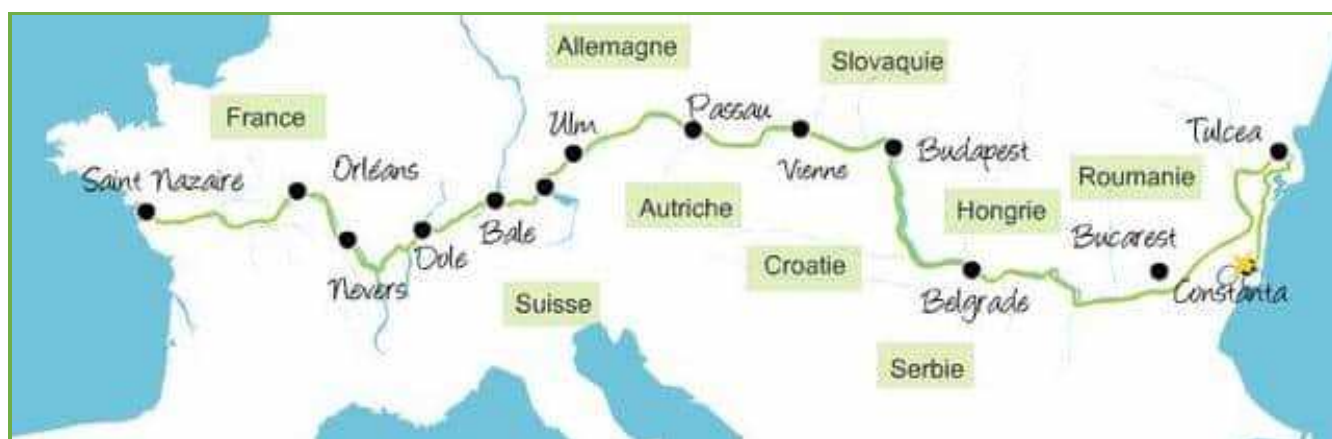 Allemagne
Slovaquie
France
Ulm
Passau
Tulcea
Orléans
Vienne
Budapest
Saint Nazaire
Roumanie
Autriche
Hongrie
Bale
Dole
Bucarest
Nevers
Croatie
Suisse
Belgrade
Constanta
Serbie